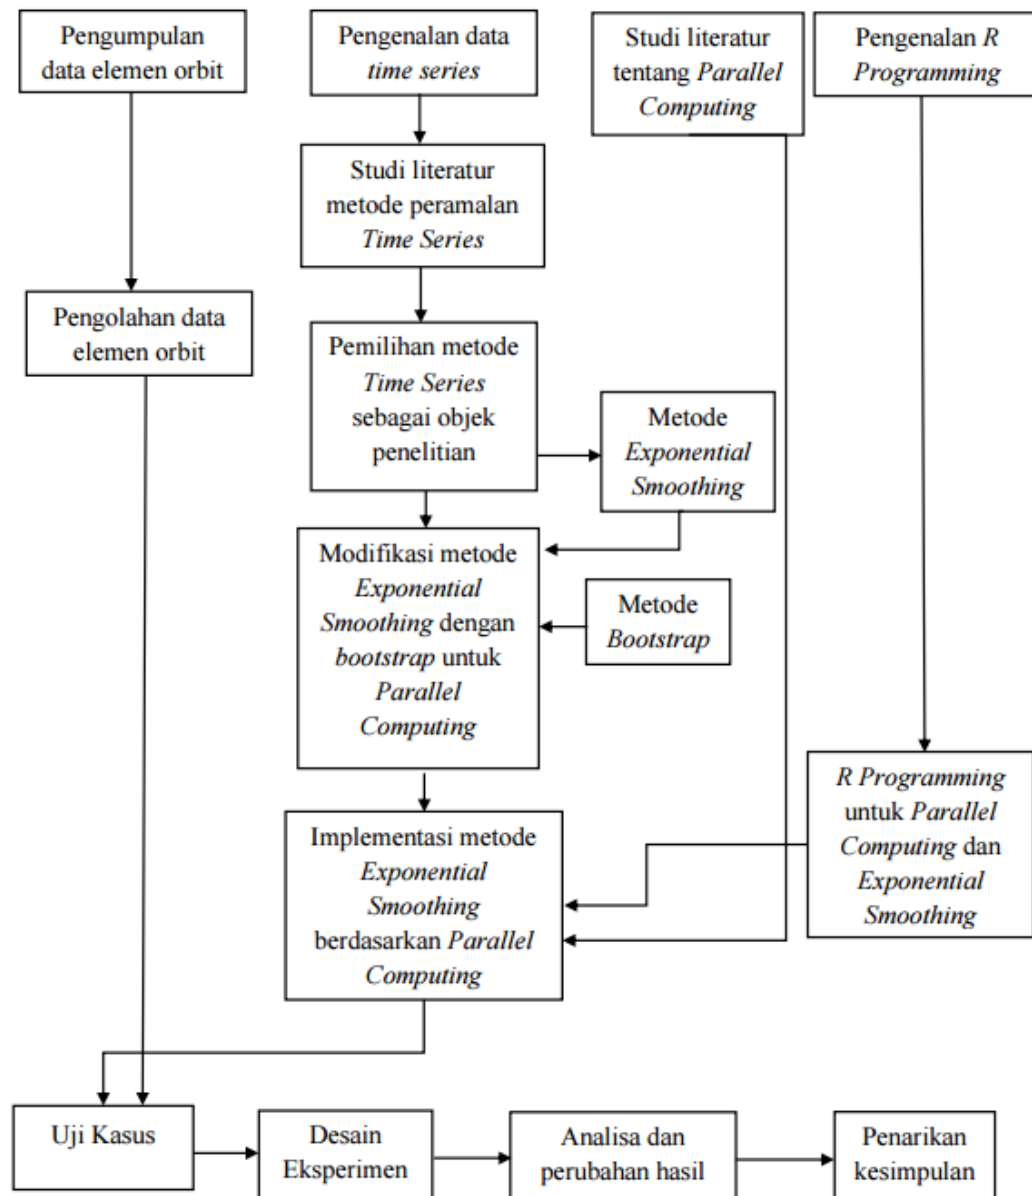 Pengumpulan
data elemen orbit
Pengenalan data
time series
Studi literatur
tentang Parallel
Computing
Pengenalan R
Programming
Studi literatur
metode peramalan
Time Series
Pengolahan data
elemen orbit
Pemilihan metode
Time Series
sebagai objek
penelitian
Metode
Exponential
Smoothing
Modifikasi metode
Exponential
Smoothing dengan
bootstrap untuk
Parallel
Computing
Metode
Bootstrap
R Programming
untuk Parallel
Computing dan
Exponential
Smoothing
Implementasi metode
Exponential
Smoothing
berdasarkan Parallel
Computing
Uji Kasus
Desain
Eksperimen
Analisa dan
perubahan hasil
Penarikan
kesimpulan